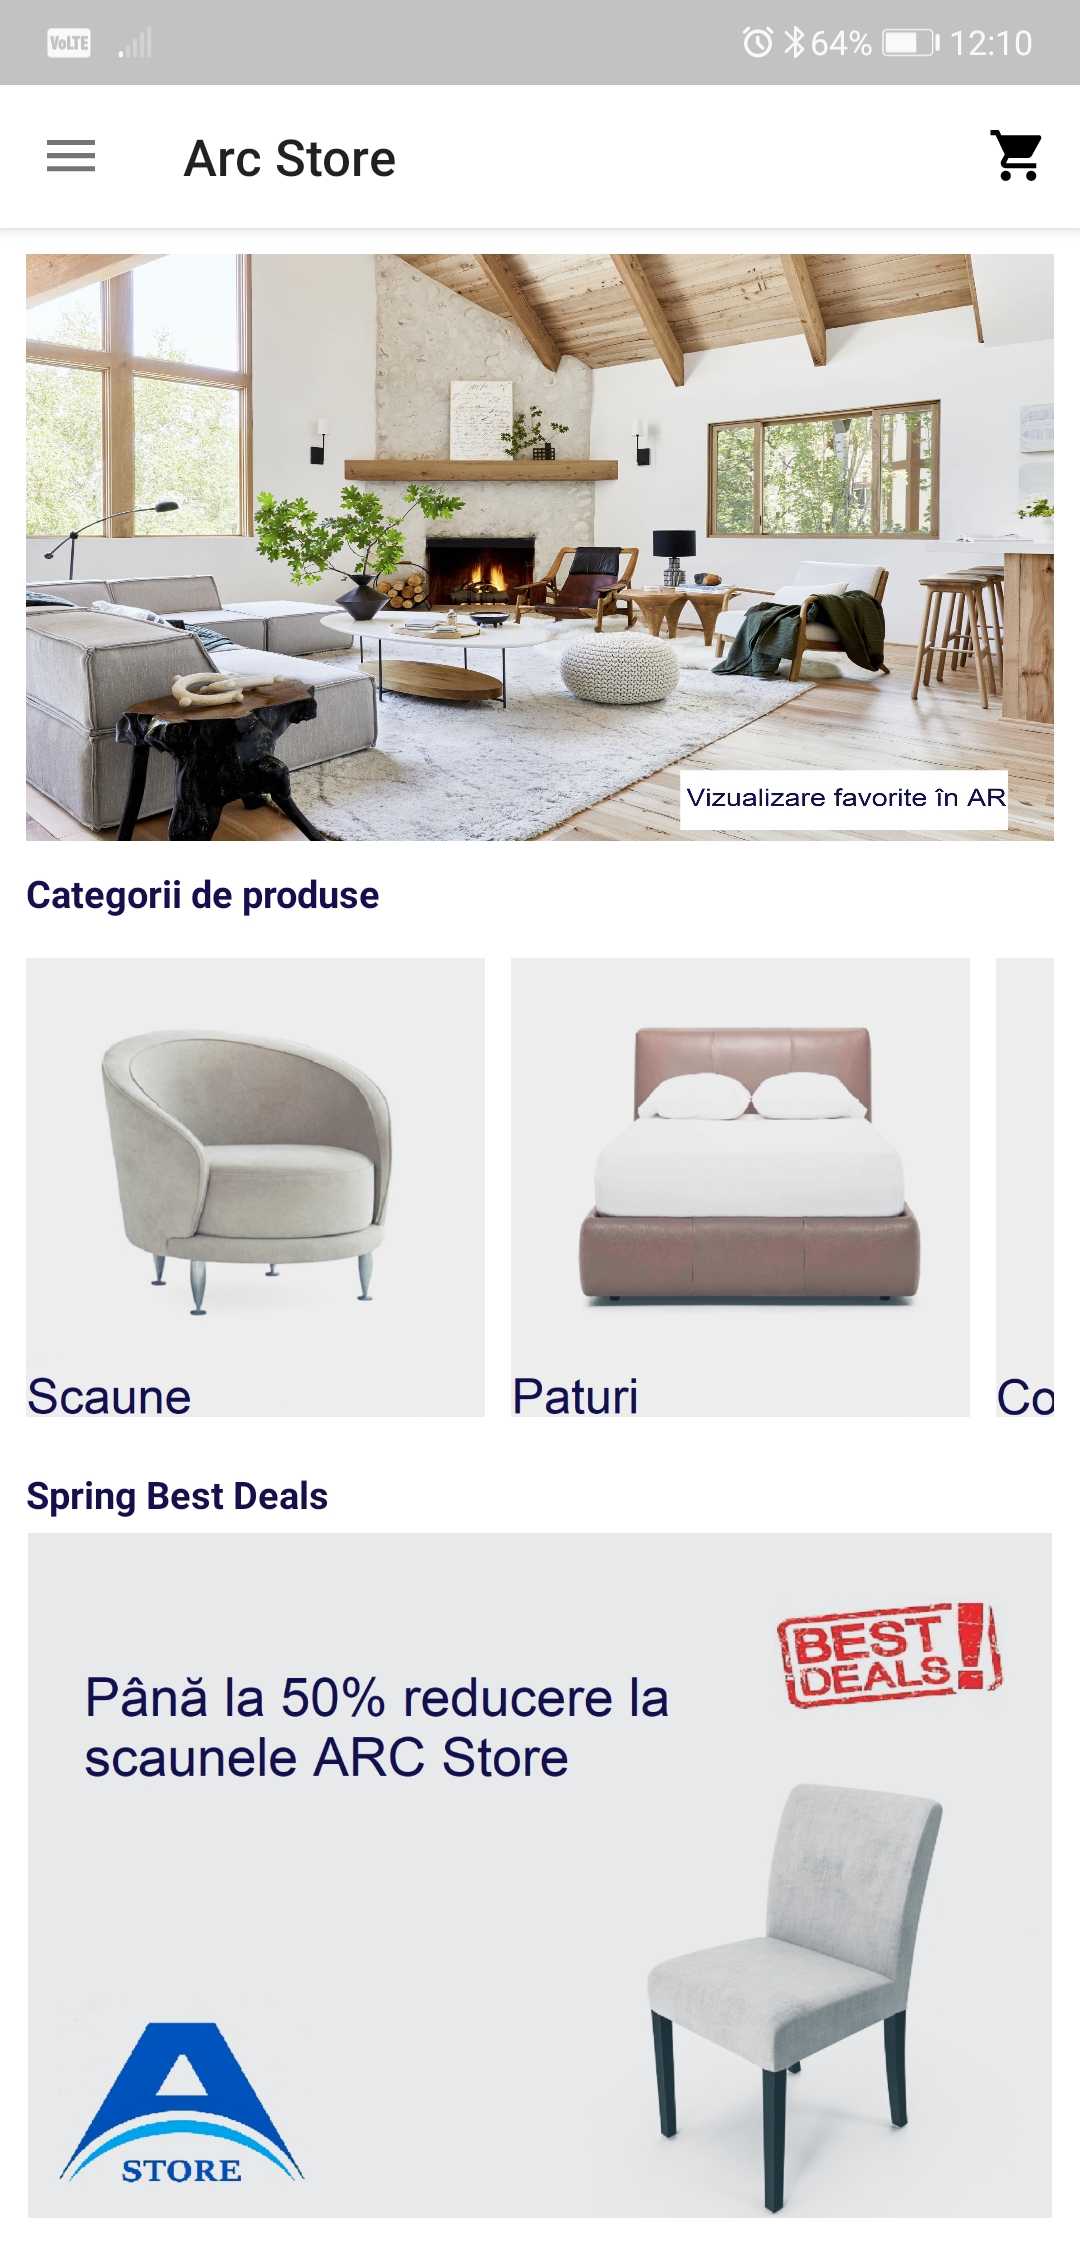 VoLTE
64%
12:10
Arc Store
Vizualizare favorite în AR
Categorii de produse
Scaune
Paturi
Co
Spring Best Deals
BEST
DEALS!
Până la 50% reducere la
scaunele ARC Store
A
STORE